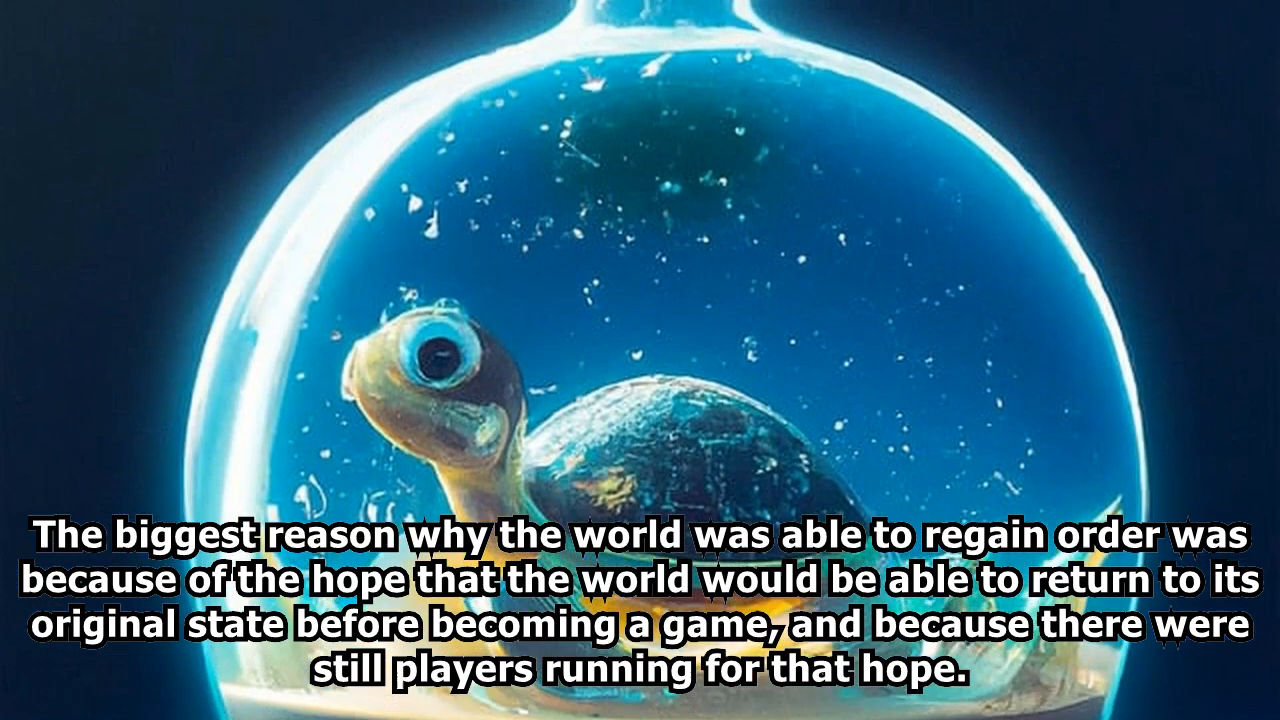 The biggest reason why the world was able to regain order was
because of the hope that the world would be able to return to its
original state before becoming a game, and because there were
still players running for that hope.